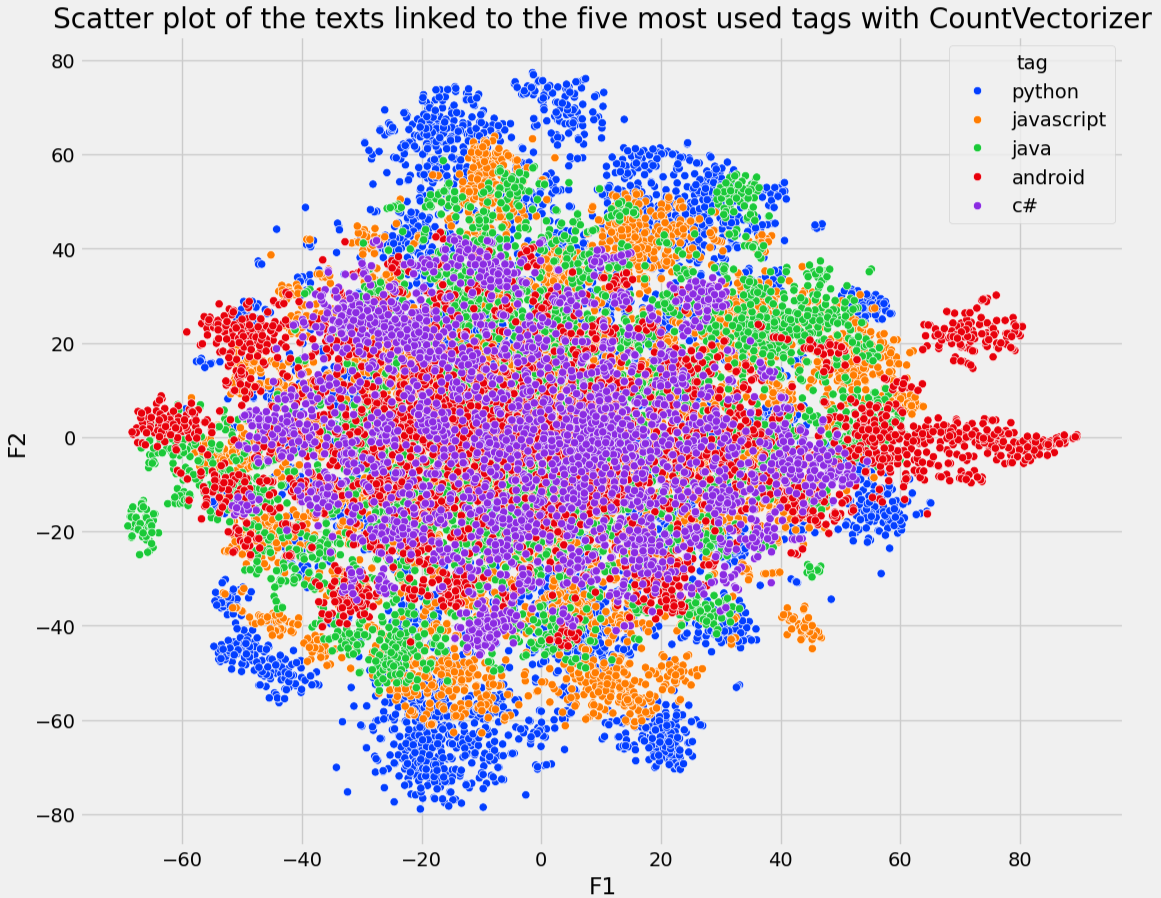 Scatter plot of the texts linked to the five most used tags with CountVectorizer
tag
python
javascript
java
android
c#
80
60
40
20
0
−20
−40
−60
−80
F2
−60
−40
−20
0
20
40
60
80
F1